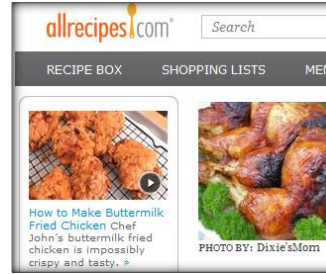 allrecipes.com
Search
RECIPE BOX SHOPPING LISTS ME
How to Make Buttermilk
Fried Chicken Chef
John's buttermilk fried
chicken is impossibly
crispy and tasty. »
PHOTO BY: Dixie'sMom